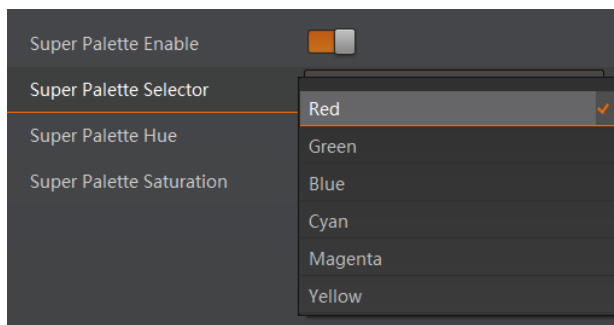 Super Palette Enable
Super Palette Selector
Red
Super Palette Hue
Green
Super Palette Saturation
Blue
Cyan
Magenta
Yellow